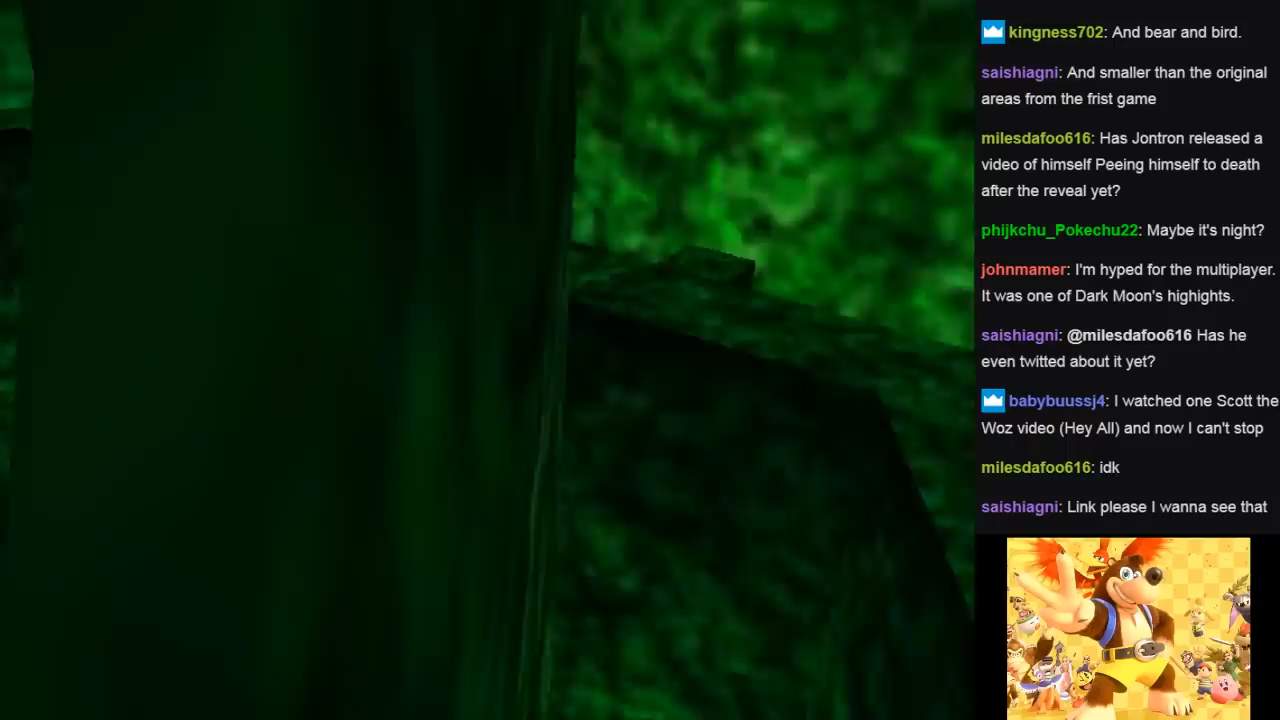 kingness702: And bear and bird.
saishiagni: And smaller than the original
areas from the frist game
milesdafoo616: Has Jontron released a
video of himself Peeing himself to death
after the reveal yet?
phijkchu_Pokechu22: Maybe it's night?
johnmamer: I'm hyped for the multiplayer.
It was one of Dark Moon's highights.
saishiagni: @milesdafoo616 Has he
even twitted about it yet?
babybuussj4: I watched one Scott the
Woz video (Hey All) and now I can't stop
milesdafoo616: idk
saishiagni: Link please I wanna see that